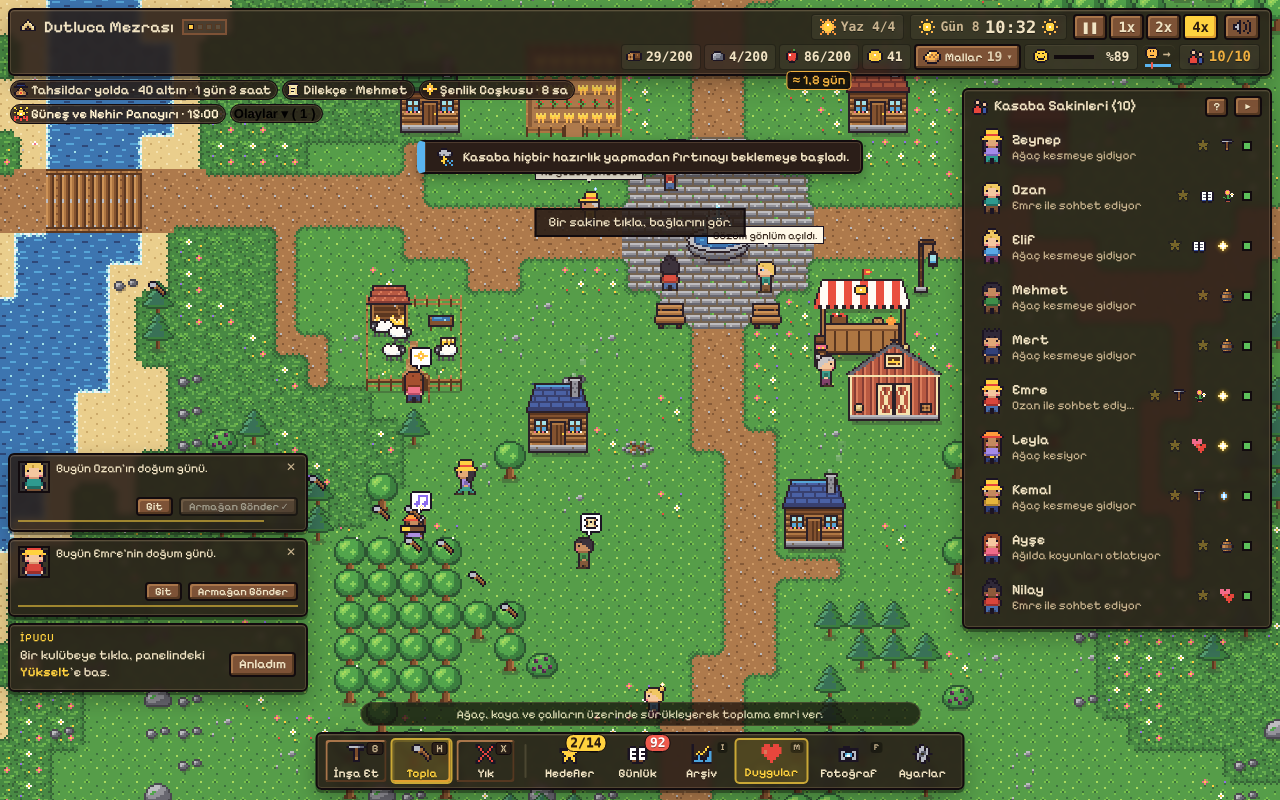 Dutluca Mezrası
Yaz 4/4
Gün 8 10:32
1x
2x
4x
29/200
4/200
86/200
41
Mallar 19
%89
10/10
≈ 1.8 gün
Tahsildar yolda · 40 altın · 1 gün 2 saat
Dilekçe · Mehmet
Şenlik Coşkusu · 8 sa
Güneş ve Nehir Panayırı · 18:00
Olaylar ▾ ( 1 )
Kasaba hiçbir hazırlık yapmadan fırtınayı beklemeye başladı.
Bir sakine tıkla, bağlarını gör.
gönlüm açıldı.
Kasaba Sakinleri (10)
?
Zeynep
Ağaç kesmeye gidiyor
Ozan
Emre ile sohbet ediyor
Elif
Ağaç kesmeye gidiyor
Mehmet
Ağaç kesmeye gidiyor
Mert
Ağaç kesmeye gidiyor
Emre
Ozan ile sohbet ediy...
Leyla
Ağaç kesiyor
Kemal
Ağaç kesmeye gidiyor
Ayşe
Ağılda koyunları otlatıyor
Nilay
Emre ile sohbet ediyor
Bugün Ozan'ın doğum günü.
Git
Armağan Gönder ✓
Bugün Emre'nin doğum günü.
Git
Armağan Gönder
İPUCU
Bir kulübeye tıkla, panelindeki
Yükselt'e bas.
Anladım
Ağaç, kaya ve çalıların üzerinde sürükleyerek toplama emri ver.
B
İnşa Et
H
Topla
X
Yık
2/14
Hedefler
92
Günlük
I
Arşiv
M
Duygular
F
Fotoğraf
Ayarlar